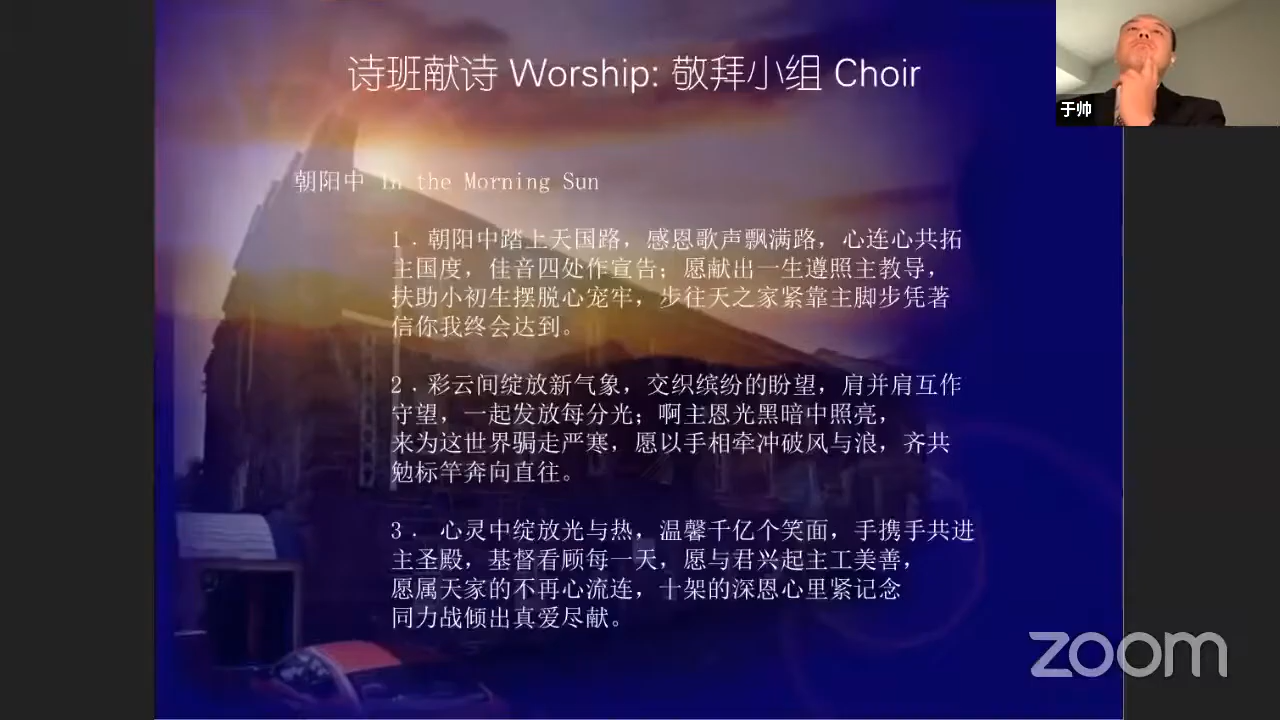 诗班献诗 Worship: 敬拜小组 Choir
于帅
朝阳中 In the Morning Sun
1．朝阳中踏上天国路，感恩歌声飘满路，心连心共拓
主国度，佳音四处作宣告；愿献出一生遵照主教导，
扶助小初生摆脱心宠牢，步往天之家紧靠主脚步凭著
信你我终会达到。
2．彩云间绽放新气象，交织缤纷的盼望，肩并肩互作
守望，一起发放每分光；啊主恩光黑暗中照亮，
来为这世界驱走严寒，愿以手相牵冲破风与浪，齐共
勉标竿奔向直往。
3． 心灵中绽放光与热，温馨千亿个笑面，手携手共进
主圣殿，基督看顾每一天，愿与君兴起主工美善，
愿属天家的不再心流连，十架的深恩心里紧记念
同力战倾出真爱尽献。
zoom